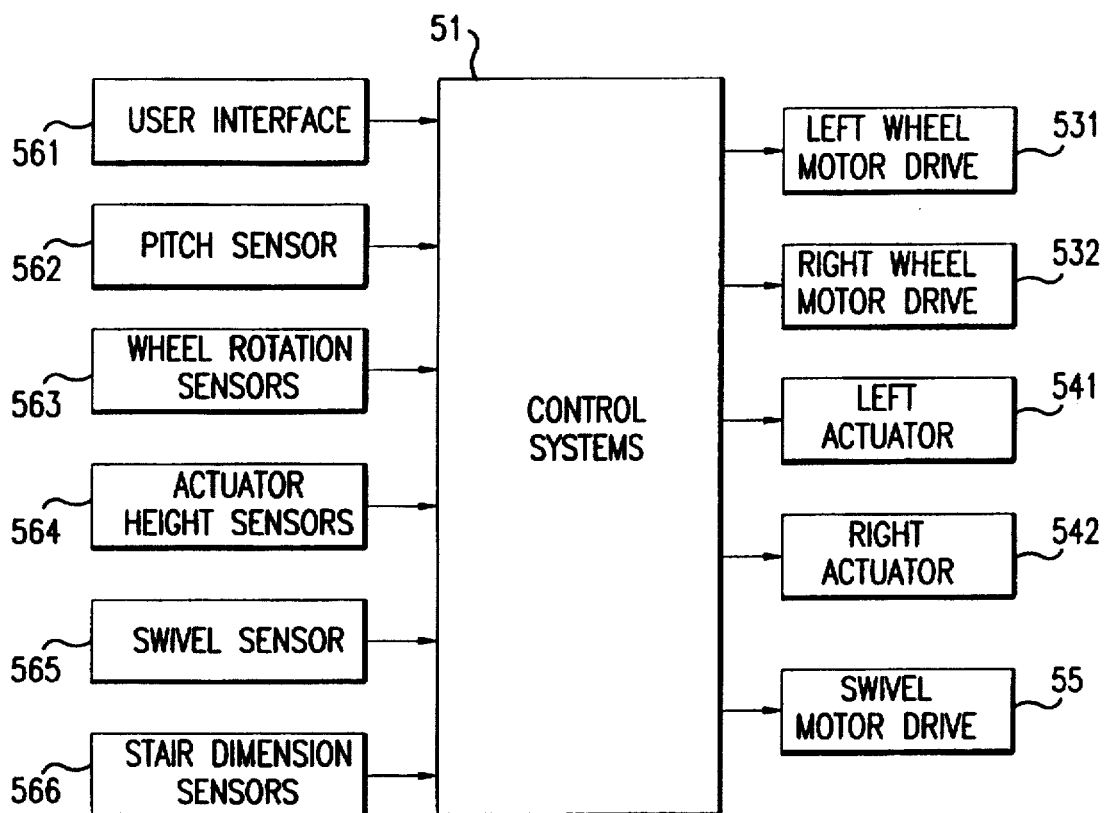 51
USER INTERFACE
561
PITCH SENSOR
562
WHEEL ROTATION
SENSORS
563
ACTUATOR
HEIGHT SENSORS
564
SWIVEL SENSOR
565
STAIR DIMENSION
SENSORS
566
CONTROL
SYSTEMS
LEFT WHEEL
MOTOR DRIVE
531
RIGHT WHEEL
MOTOR DRIVE
532
LEFT
ACTUATOR
541
RIGHT
ACTUATOR
542
SWIVEL
MOTOR DRIVE
55